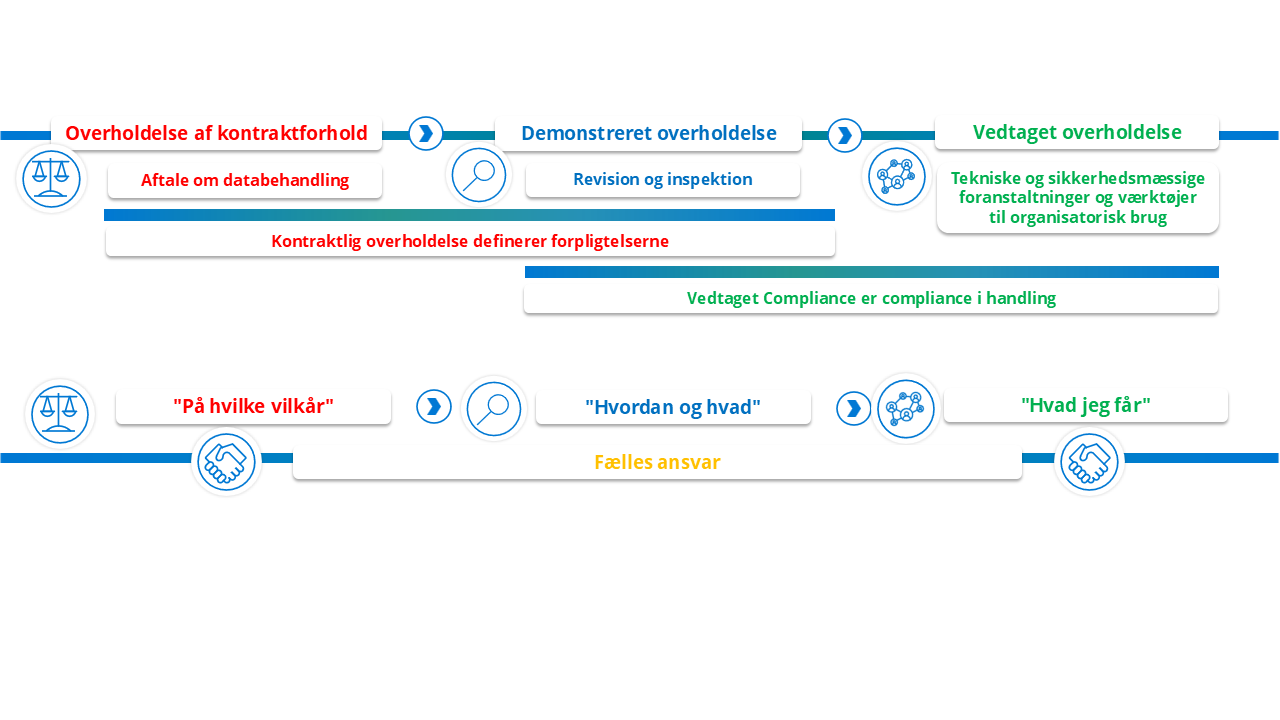 Overholdelse af kontraktforhold
Demonstreret overholdelse
Vedtaget overholdelse
Aftale om databehandling
Revision og inspektion
Tekniske og sikkerhedsmæssige
foranstaltninger og værktøjer
til organisatorisk brug
Kontraktlig overholdelse definerer forpligtelserne
Vedtaget Compliance er compliance i handling
"På hvilke vilkår"
"Hvordan og hvad"
"Hvad jeg får"
Fælles ansvar